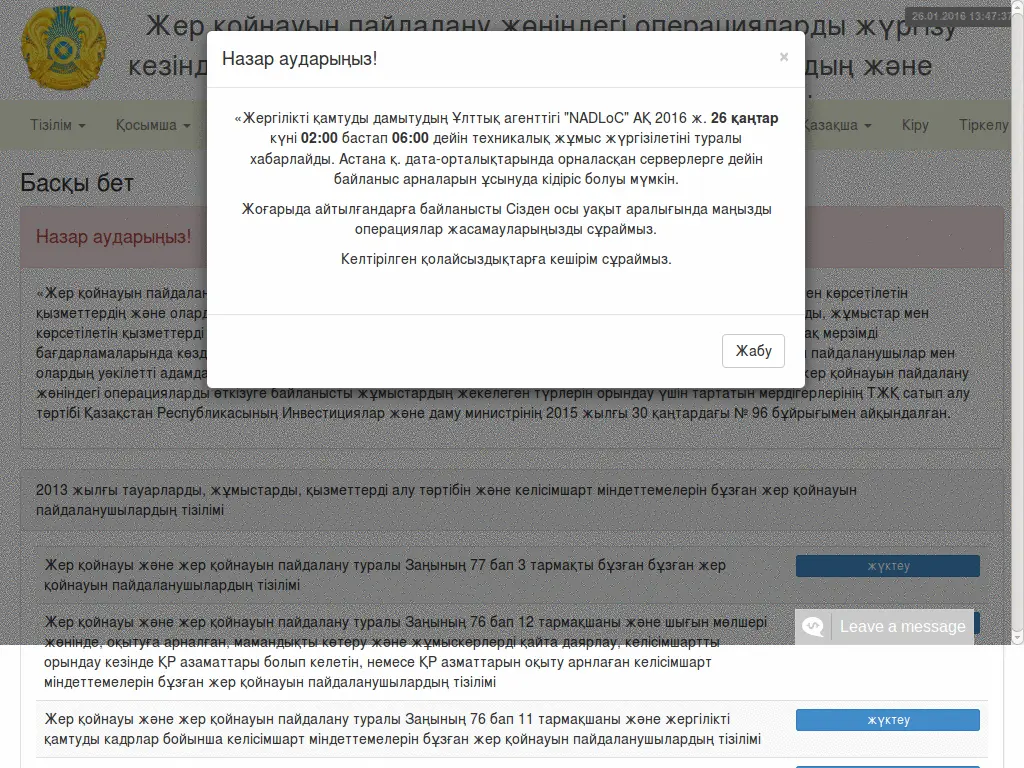 Жер қойнауын пайдалану жөніндегі операцияларды жүргізу
26.01.2016 13:47:3
кезінд
дың және
Назар аударыңыз!
×
«Жергілікті қамтуды дамытудың Ұлттық агенттігі "NADLoC" АҚ 2016 ж. 26 қаңтар
күні 02:00 бастап 06:00 дейін техникалық жұмыс жүргізілетіні туралы
хабарлайды. Астана қ. дата-орталықтарында орналасқан серверлерге дейін
байланыс арналарын ұсынуда кідіріс болуы мүмкін.
Жоғарыда айтылғандарға байланысты Сізден осы уақыт аралығында маңызды
операциялар жасамауларыңызды сұраймыз.
Келтірілген қолайсыздықтарға кешірім сұраймыз.
Жабу
Тізілім
Қосымша
Қазақша
Кіру
Тіркелу
Басқы бет
Назар аударыңыз!
«Жер қойнауын пайдалан
ен көрсетілетін
қызметтердің және оларды
ды, жұмыстар мен
көрсетілетін қызметтерді
ақ мерзімді
бағдарламаларында көзд
пайдаланушылар мен
олардың уәкілетті адамда
жер қойнауын пайдалану
жөніндегі операцияларды өткізуге байланысты жұмыстардың жекелеген түрлерін орындау үшін тартатын мердігерлерінің ТЖҚ сатып алу
тәртібі Қазақстан Республикасының Инвестициялар және даму министрінің 2015 жылғы 30 қаңтардағы № 96 бұйрығымен айқындалған.
2013 жылғы тауарларды, жұмыстарды, қызметтерді алу тәртібін және келісімшарт міндеттемелерін бұзған жер қойнауын
пайдаланушылардың тізілімі
Жер қойнауы және жер қойнауын пайдалану туралы Заңының 77 бап 3 тармақты бұзған бұзған жер
қойнауын пайдаланушылардың тізілімі
жүктеу
Жер қойнауы және жер қойнауын пайдалану туралы Заңының 76 бап 12 тармақшаны және шығын мөлшері
жөнінде, оқытуға арналған, мамандықты көтеру және жұмыскерлерді қайта даярлау, келісімшартты
орындау кезінде ҚР азаматтары болып келетін, немесе ҚР азматтарын оқыту арнлаған келісімшарт
міндеттемелерін бұзған жер қойнауын пайдаланушылардың тізілімі
Leave a message
Жер қойнауы және жер қойнауын пайдалану туралы Заңының 76 бап 11 тармақшаны және жергілікті
қамтуды кадрлар бойынша келісімшарт міндеттемелерін бұзған жер қойнауын пайдаланушылардың тізілімі
жүктеу